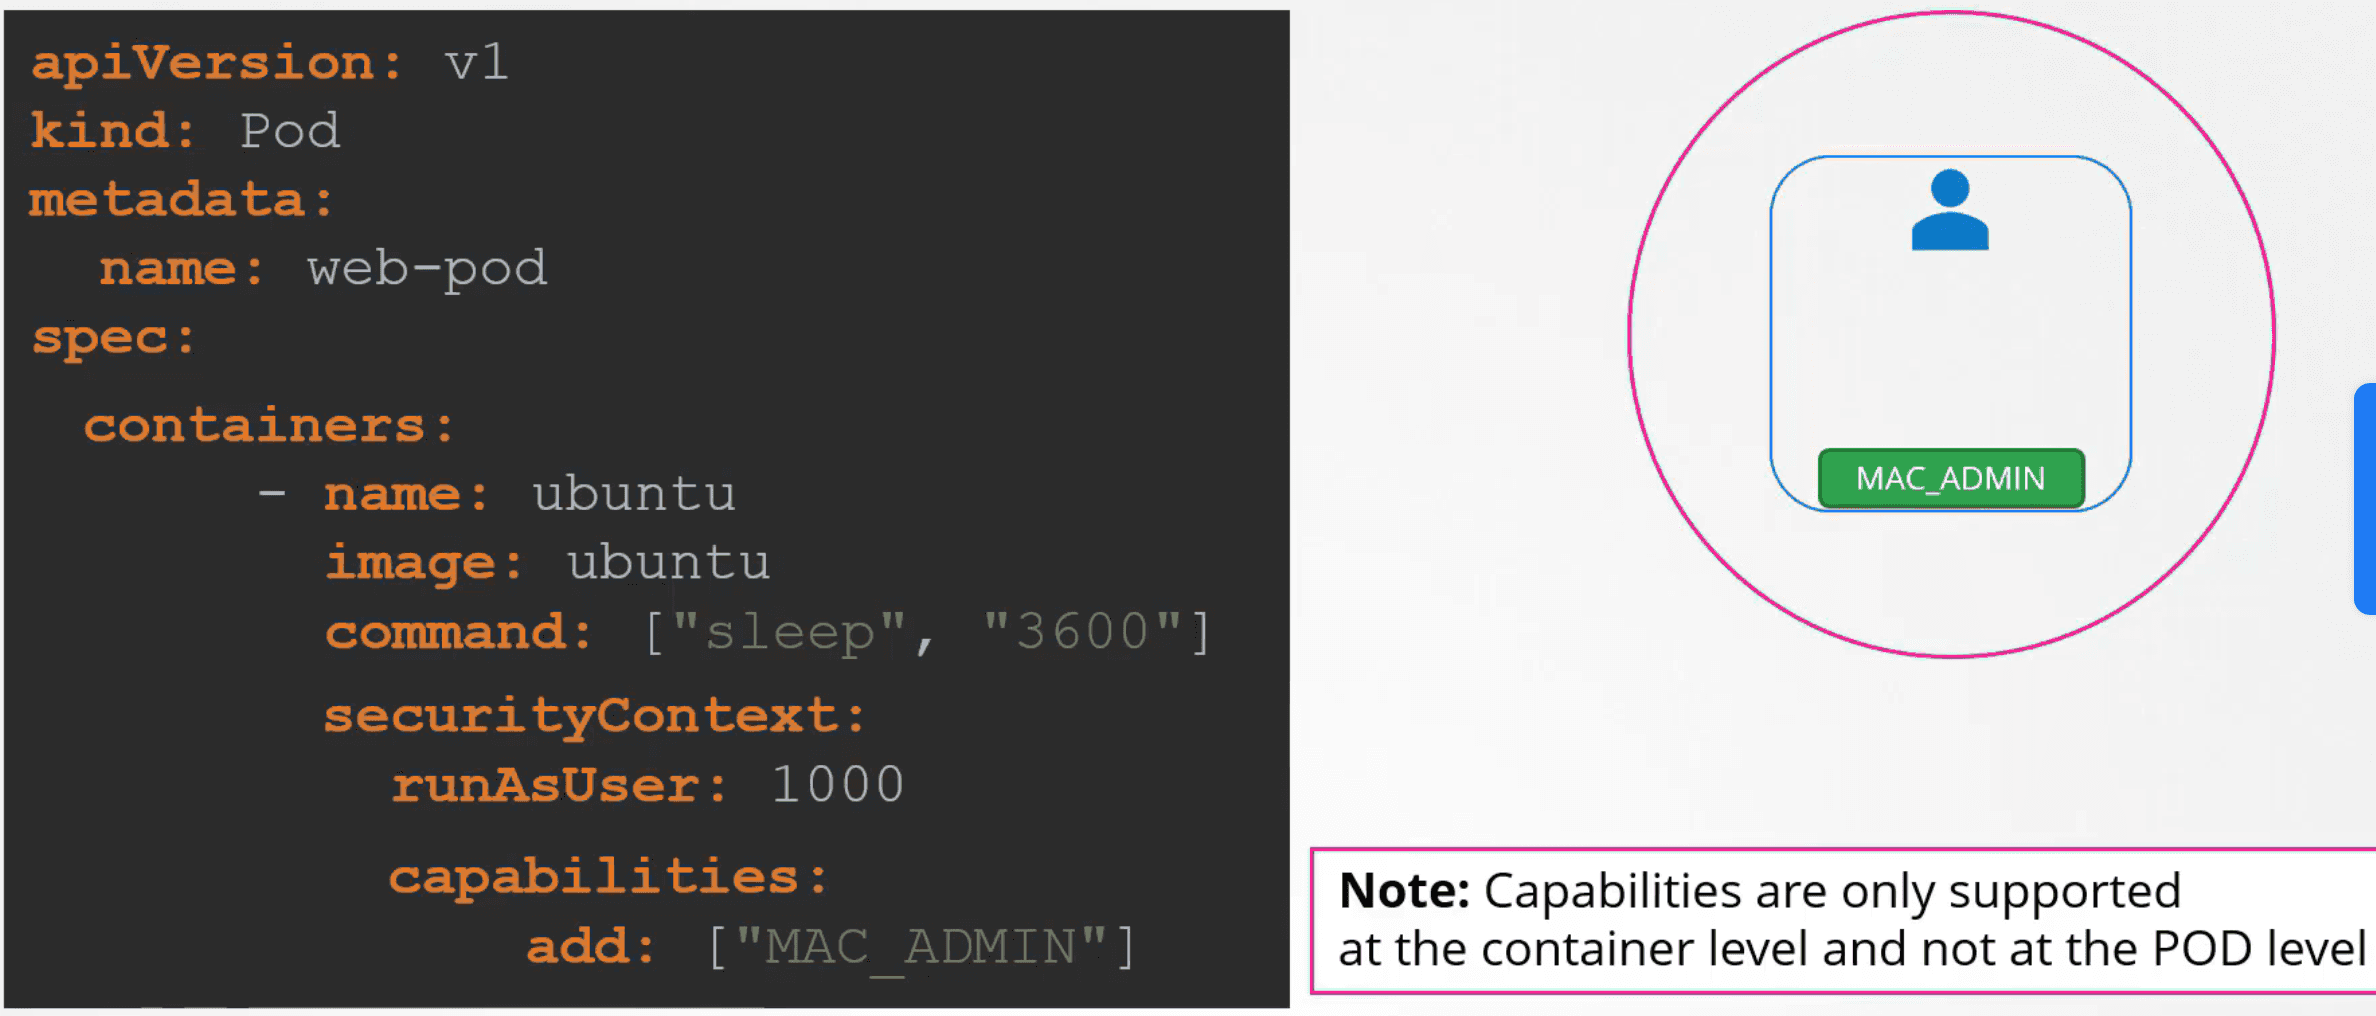 apiVersion: v1
kind: Pod
metadata:
  name: web-pod
spec:
  containers:
    - name: ubuntu
      image: ubuntu
      command: ["sleep", "3600"]
      securityContext:
        runAsUser: 1000
        capabilities:
            add: ["MAC_ADMIN"]
MAC_ADMIN
Note: Capabilities are only supported
at the container level and not at the POD level